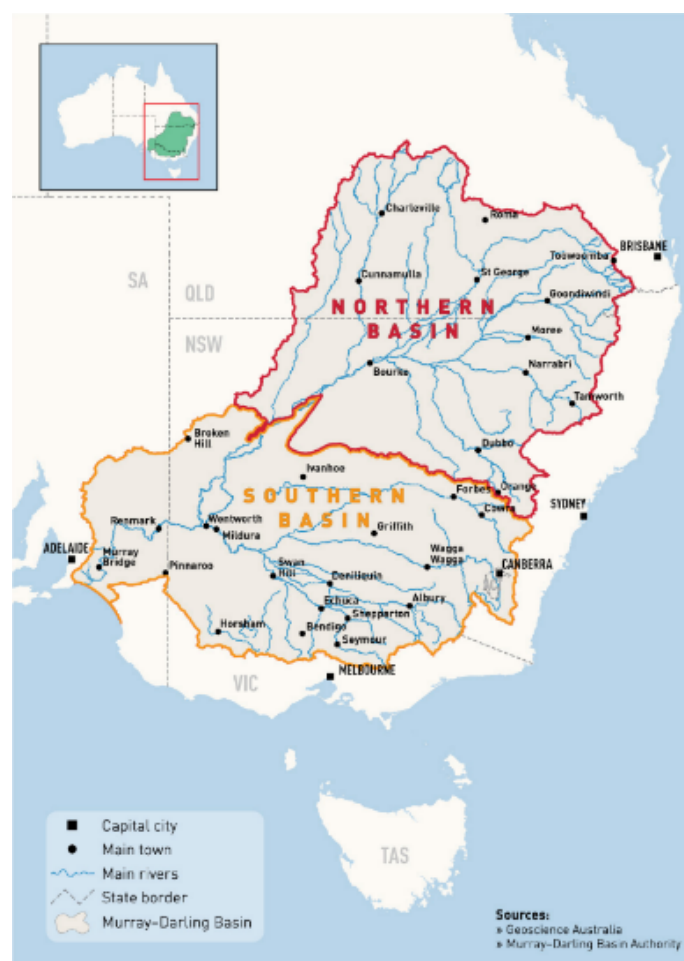 Charleville
Roma
BRISBANE
Toowoomba
SA
QLD
Cunnamulla
St George
Goondiwindi
NORTHERN
BASIN
NSW
Moree
Bourke
Narrabri
Tamworth
Broken
Hill
Dubbo
Ivanhoe
SOUTHERN
BASIN
Forbes
Orange
Cowra
SYDNEY
Renmark
Wentworth
Mildura
Griffith
ADELAIDE
Murray
Bridge
Pinnaroo
Swan
Hill
Deniliquin
Wagga
Wagga
CANBERRA
Echuca
Albury
Shepparton
Horsham
Bendigo
Seymour
VIC
MELBOURNE
TAS
Capital city
Main town
Main rivers
State border
Murray–Darling Basin
Sources:
» Geoscience Australia
» Murray–Darling Basin Authority